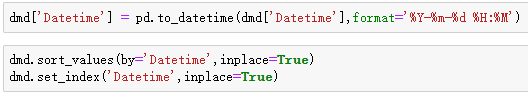 dmd['Datetime'] = pd.to_datetime(dmd['Datetime'],format='%Y-%m-%d %H:%M')
dmd.sort_values(by='Datetime',inplace=True)
dmd.set_index('Datetime',inplace=True)